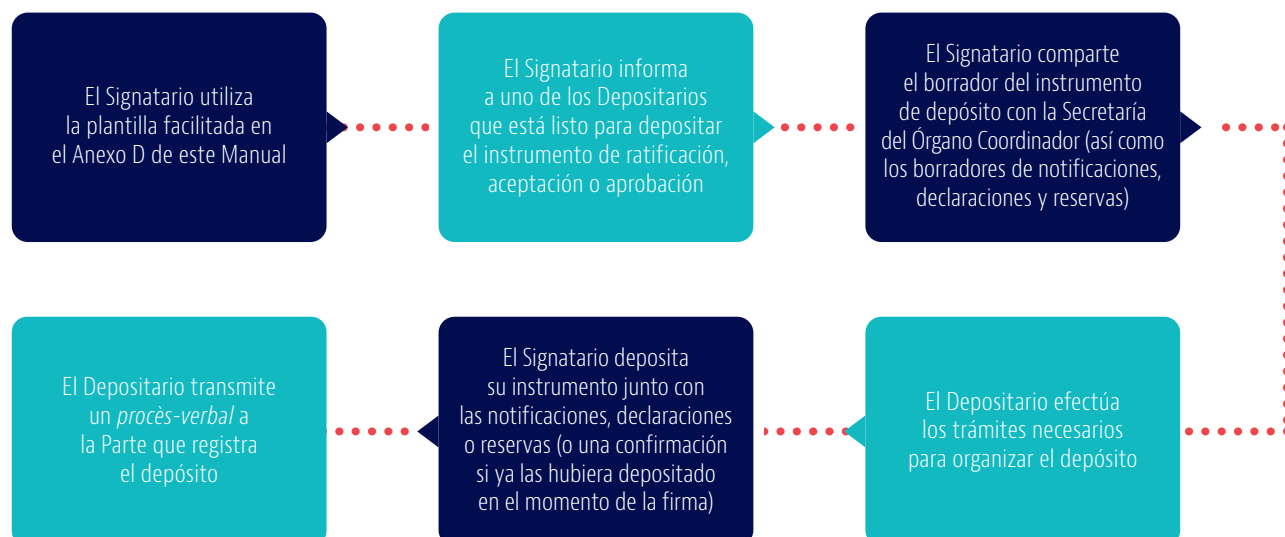 El Signatario utiliza
la plantilla facilitada en
el Anexo D de este Manual
El Signatario informa
a uno de los Depositarios
que está listo para depositar
el instrumento de ratificación,
aceptación o aprobación
El Signatario comparte
el borrador del instrumento
de depósito con la Secretaría
del Órgano Coordinador (así como
los borradores de notificaciones,
declaraciones y reservas)
El Depositario efectúa
los trámites necesarios
para organizar el depósito
El Signatario deposita
su instrumento junto con
las notificaciones, declaraciones
o reservas (o una confirmación
si ya las hubiera depositado
en el momento de la firma)
El Depositario transmite
un procès-verbal a
la Parte que registra
el depósito